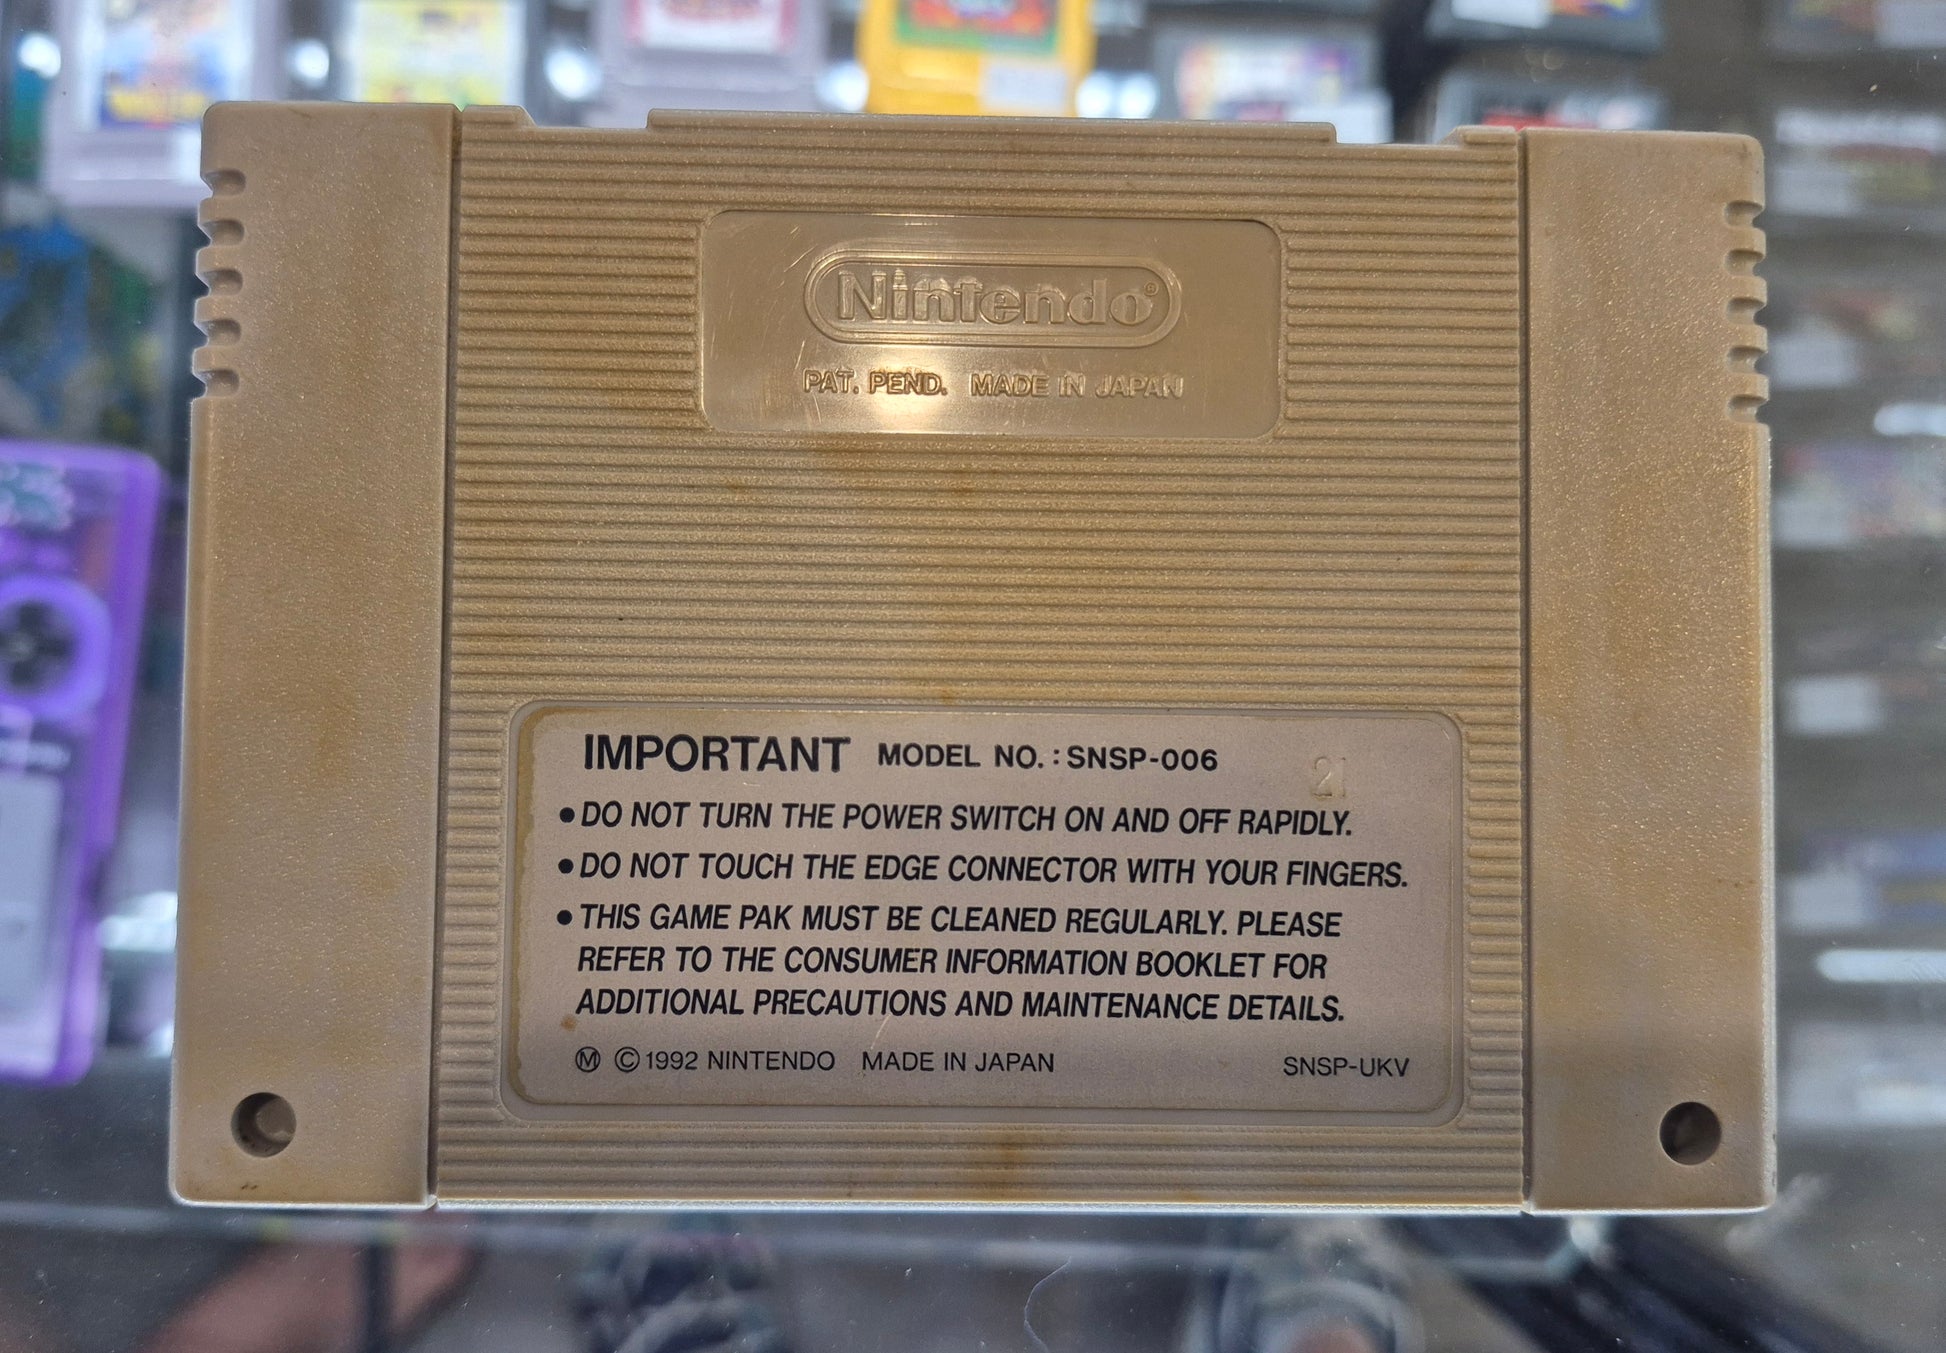 Nintendo®
PAT. PEND. MADE IN JAPAN
IMPORTANT MODEL NO. : SNSP-006
21
• DO NOT TURN THE POWER SWITCH ON AND OFF RAPIDLY.
• DO NOT TOUCH THE EDGE CONNECTOR WITH YOUR FINGERS.
• THIS GAME PAK MUST BE CLEANED REGULARLY. PLEASE
REFER TO THE CONSUMER INFORMATION BOOKLET FOR
ADDITIONAL PRECAUTIONS AND MAINTENANCE DETAILS.
Ⓜ ©1992 NINTENDO MADE IN JAPAN SNSP-UKV